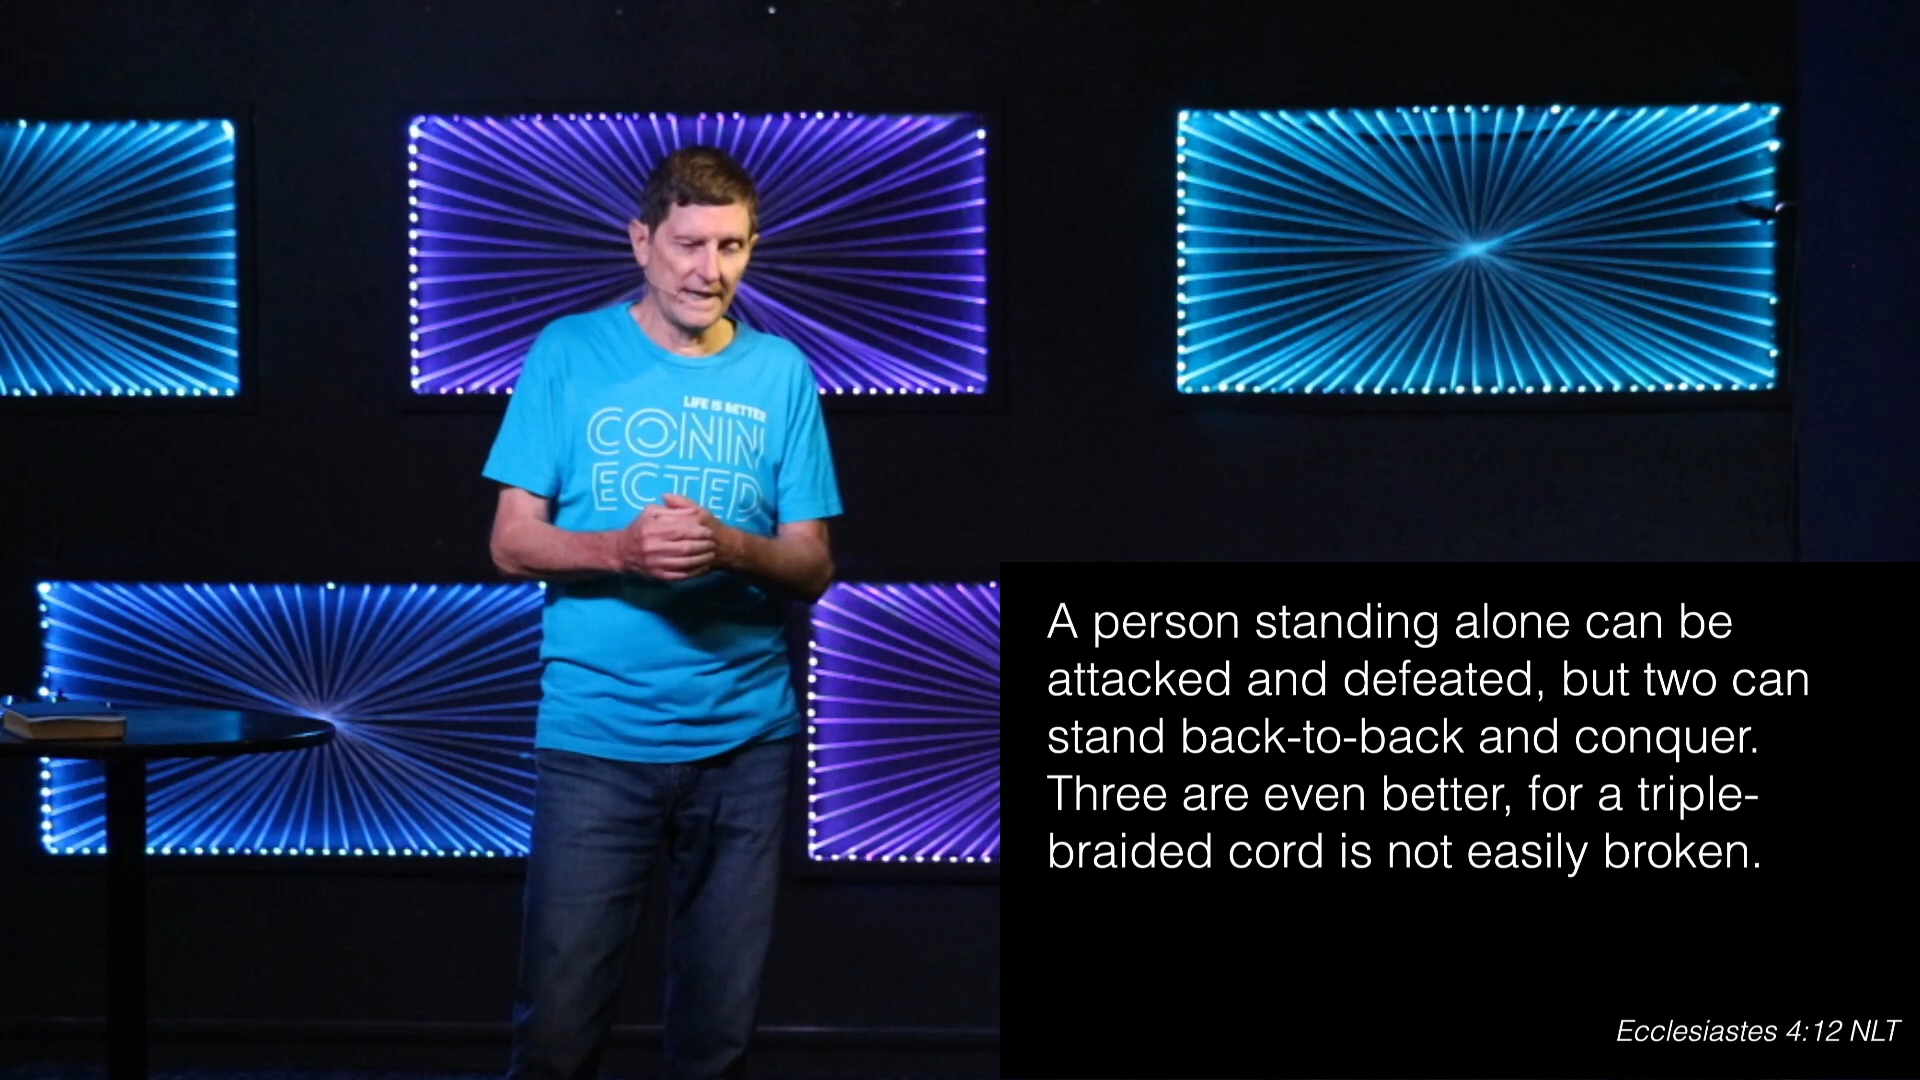 LIFE IS BETTER
CONN
ECTED
A person standing alone can be
attacked and defeated, but two can
stand back-to-back and conquer.
Three are even better, for a triple-
braided cord is not easily broken.
Ecclesiastes 4:12 NLT